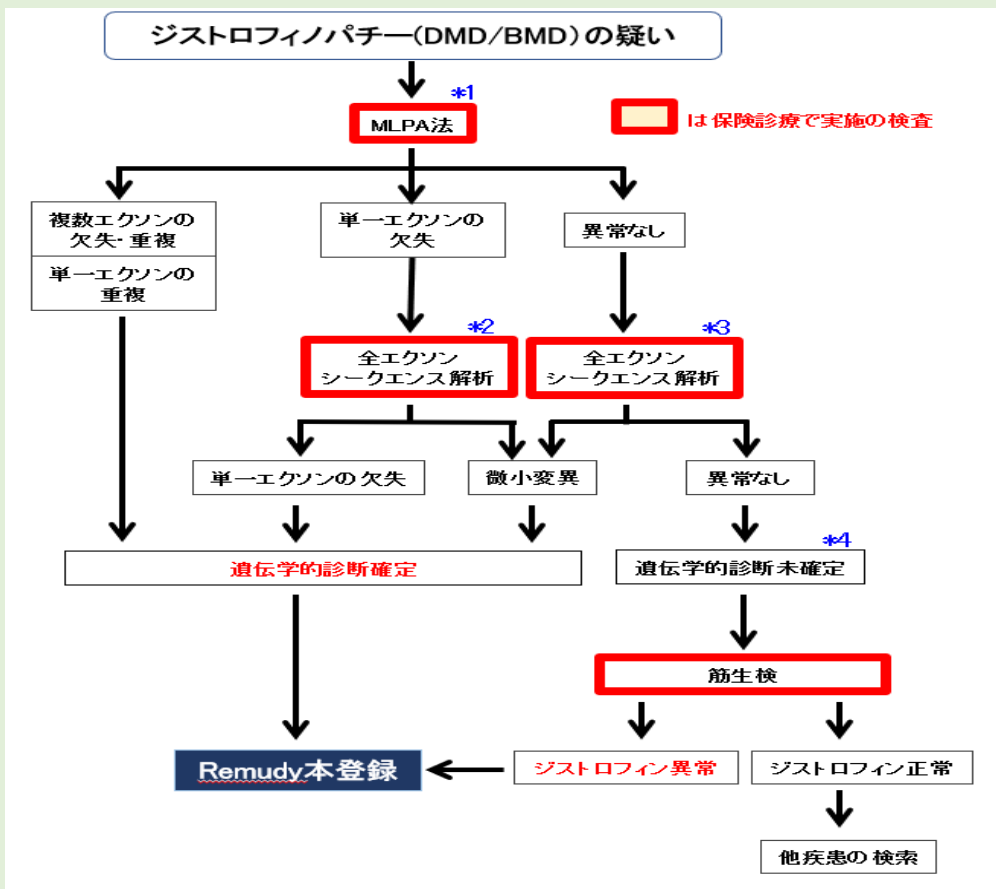 ジストロフィノパチー(DMD/BMD)の疑い
*1
MLPA法
は保険診療で実施の検査
複数エクソンの
欠失・重複
単一エクソンの
重複
単一エクソンの
欠失
異常なし
*2
全エクソン
シークエンス解析
*3
全エクソン
シークエンス解析
単一エクソンの欠失
微小変異
異常なし
遺伝学的診断確定
*4
遺伝学的診断未確定
筋生検
Remudy本登録
ジストロフィン異常
ジストロフィン正常
他疾患の検索